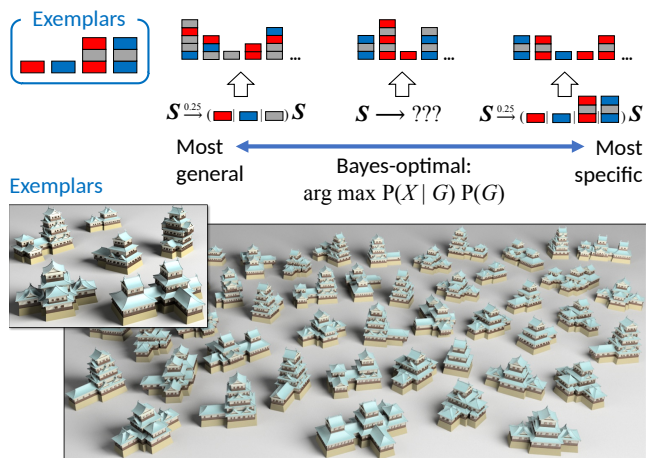 Exemplars
... ... ...
S →^0.25 ( | | ) S
S → ???
S →^0.25 ( | | | ) S
Most general
Most specific
Bayes-optimal:
arg max P(X | G) P(G)
Exemplars